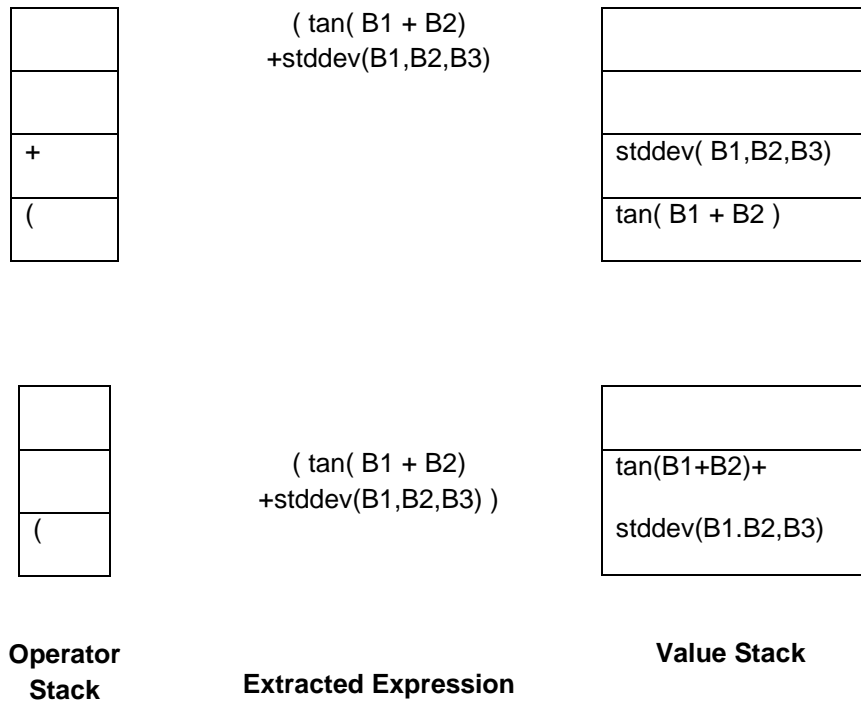 ( tan( B1 + B2)
+stddev(B1,B2,B3)
+
stddev( B1,B2,B3)
(
tan( B1 + B2 )
( tan( B1 + B2)
+stddev(B1,B2,B3) )
tan(B1+B2)+
(
stddev(B1.B2,B3)
Operator
Stack
Extracted Expression
Value Stack